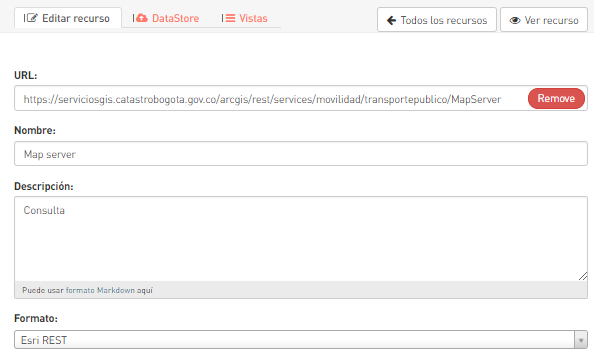 Editar recurso DataStore Vistas Todos los recursos Ver recurso
URL:
https://serviciosgis.catastrobogota.gov.co/arcgis/rest/services/movilidad/transportepublico/MapServer Remove
Nombre:
Map server
Descripción:
Consulta
Puede usar formato Markdown aquí
Formato:
Esri REST